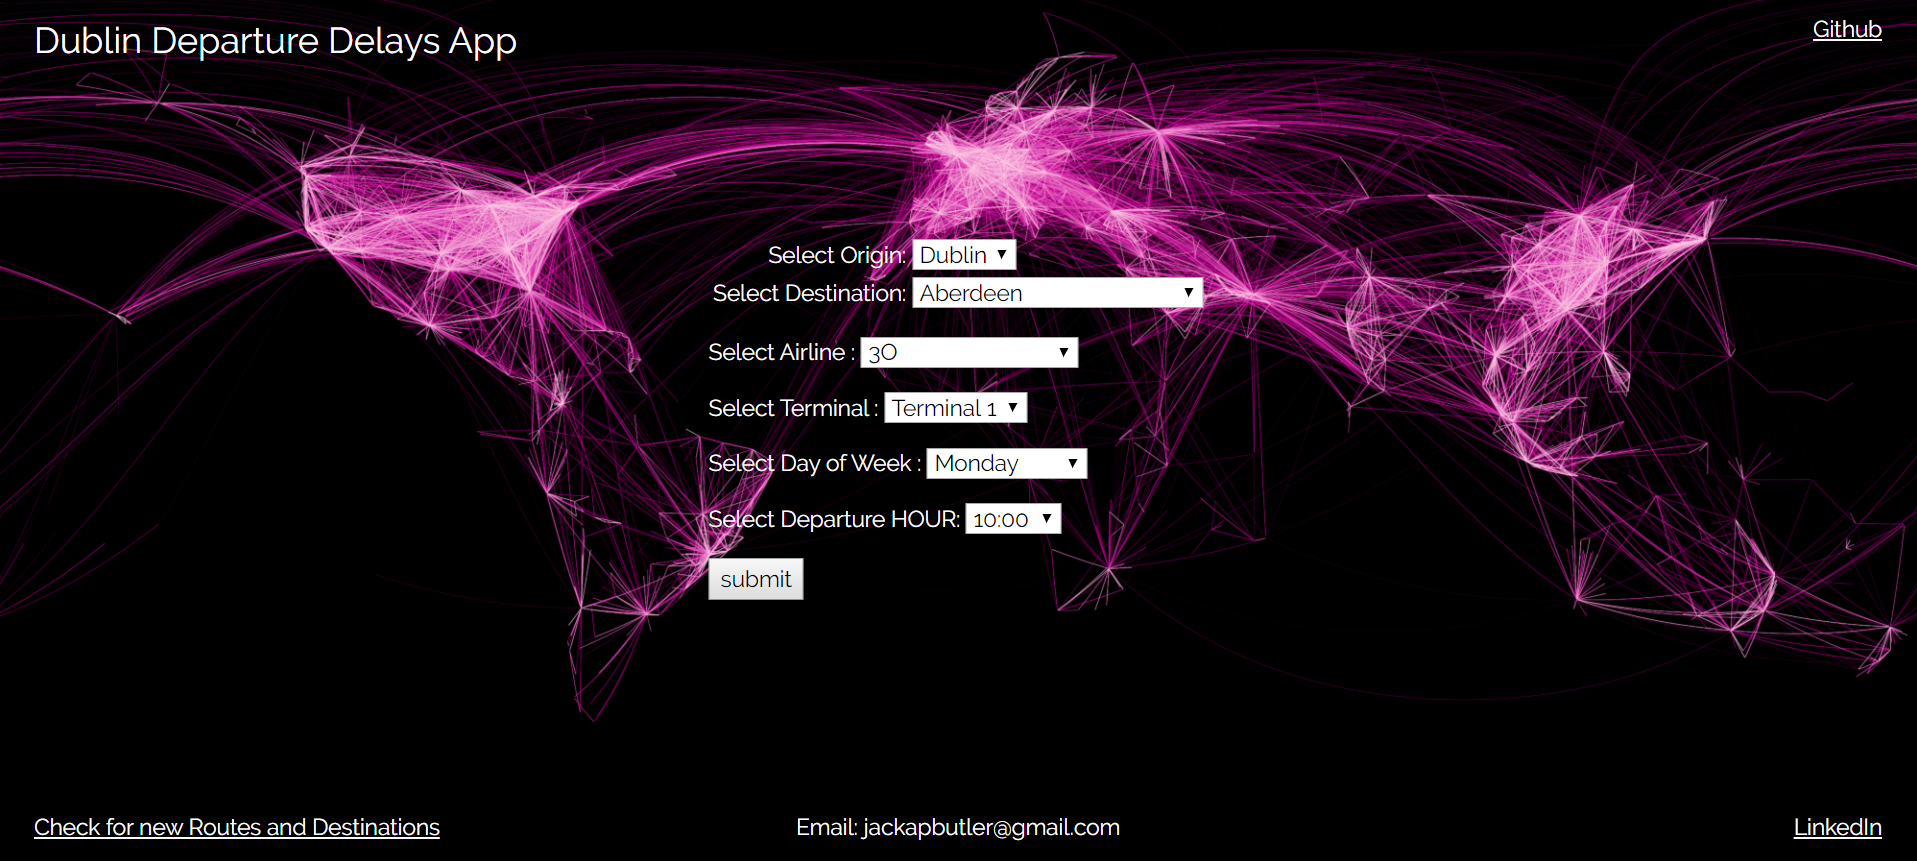 Dublin Departure Delays App
Github
Select Origin: Dublin
Select Destination: Aberdeen
Select Airline : 3O
Select Terminal : Terminal 1
Select Day of Week : Monday
Select Departure HOUR: 10:00
submit
Check for new Routes and Destinations
Email: jackapbutler@gmail.com
LinkedIn